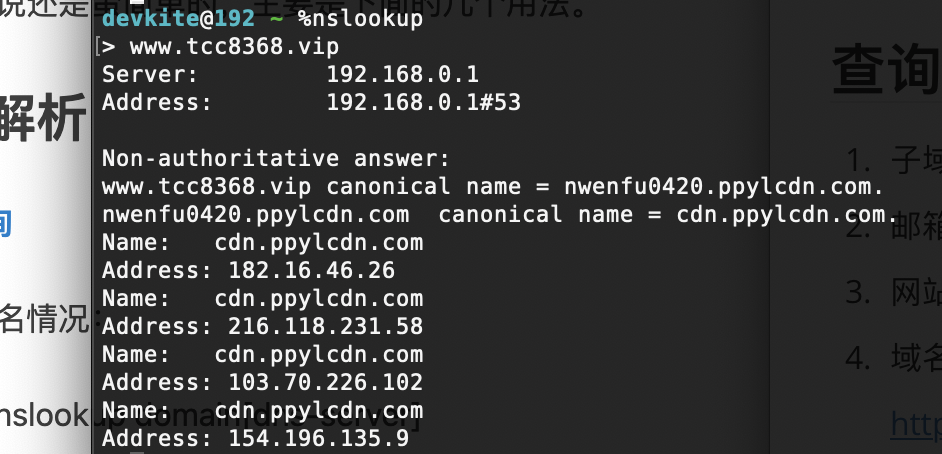 devkite@192 ~ %nslookup
> www.tcc8368.vip
Server: 192.168.0.1
Address: 192.168.0.1#53
Non-authoritative answer:
www.tcc8368.vip canonical name = nwenfu0420.ppylcdn.com.
nwenfu0420.ppylcdn.com canonical name = cdn.ppylcdn.com.
Name: cdn.ppylcdn.com
Address: 182.16.46.26
Name: cdn.ppylcdn.com
Address: 216.118.231.58
Name: cdn.ppylcdn.com
Address: 103.70.226.102
Name: cdn.ppylcdn.com
Address: 154.196.135.9
解析
名情况:
nslookup domain[dns-server]
查询
1. 子域
2. 邮箱
3. 网站
4. 域名
http